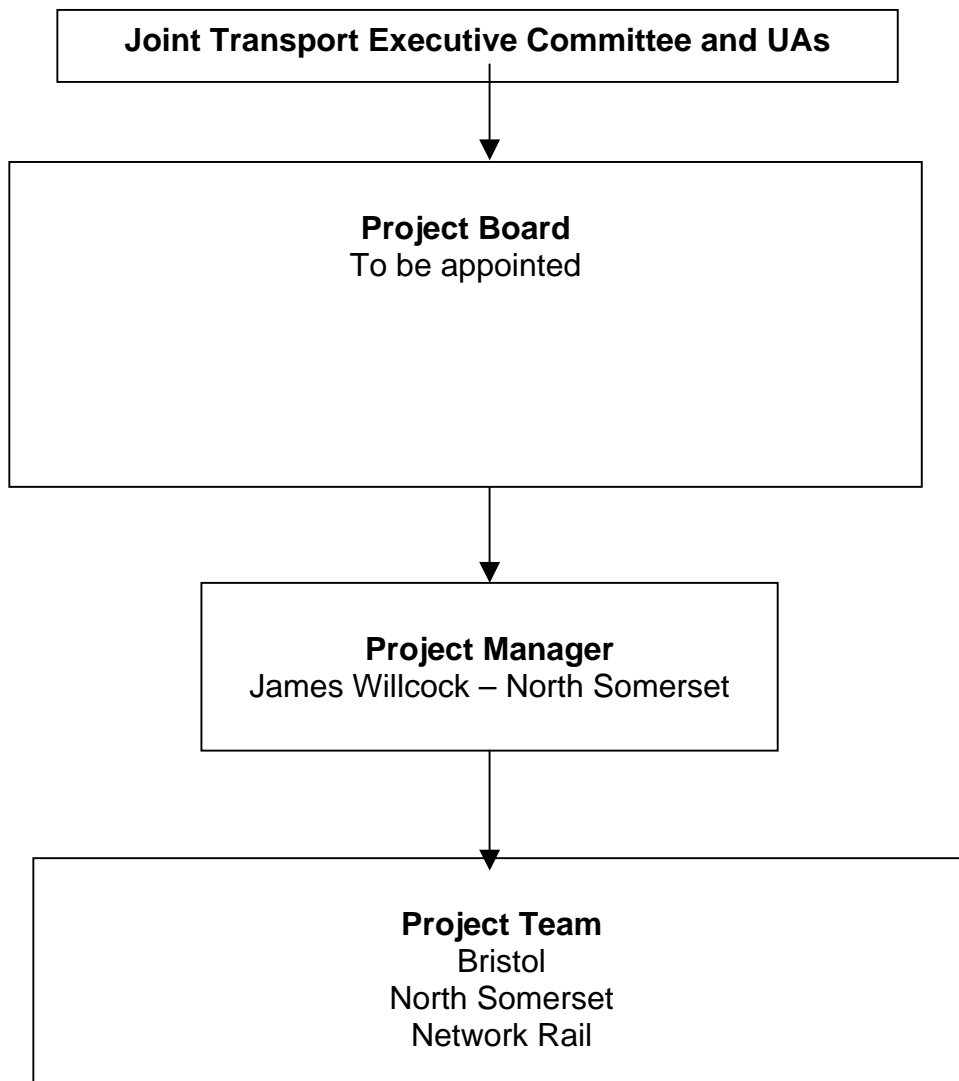 Joint Transport Executive Committee and UAs
Project Board
To be appointed
Project Manager
James Willcock – North Somerset
Project Team
Bristol
North Somerset
Network Rail